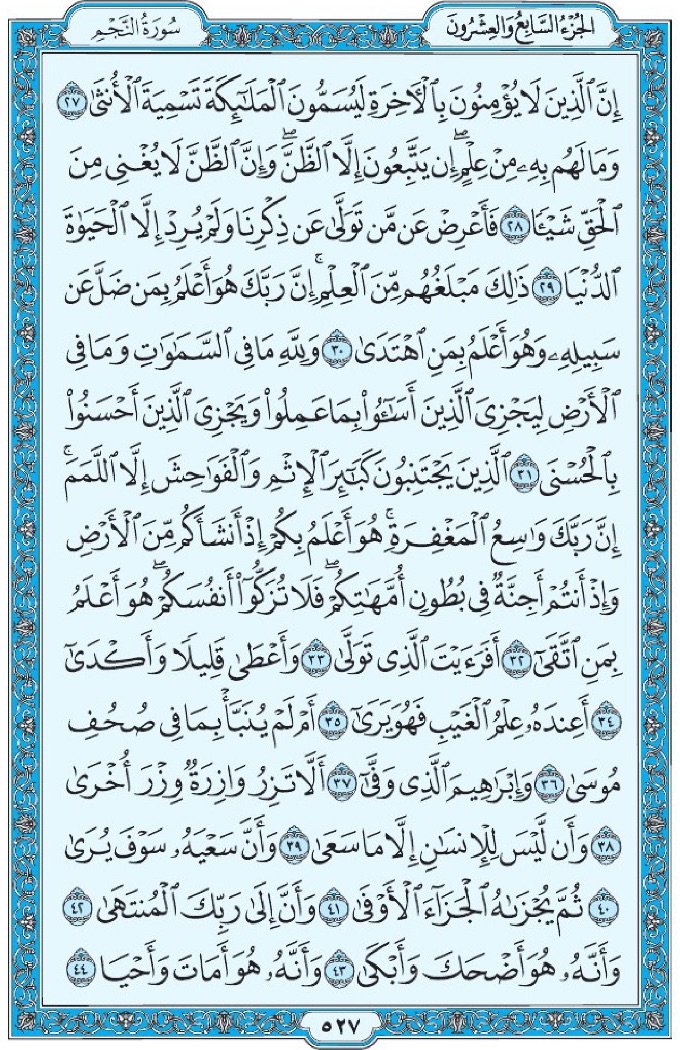 الجُزْءُ السَّابِعُ وَالعِشْرُونَ
سُورَةُ النَّجْمِ
إِنَّ ٱلَّذِينَ لَا يُؤْمِنُونَ بِٱلْأَخِرَةِ لَيُسَمُّونَ ٱلْمَلَٰٓئِكَةَ تَسْمِيَةَ ٱلْأُنثَىٰ ٢٧
وَمَا لَهُم بِهِۦ مِنْ عِلْمٍ ۖ إِن يَتَّبِعُونَ إِلَّا ٱلظَّنَّ ۖ وَإِنَّ ٱلظَّنَّ لَا يُغْنِى مِنَ
ٱلْحَقِّ شَيْـًٔا ٢٨ فَأَعْرِضْ عَن مَّن تَوَلَّىٰ عَن ذِكْرِنَا وَلَمْ يُرِدْ إِلَّا ٱلْحَيَوٰةَ
ٱلدُّنْيَا ٢٩ ذَٰلِكَ مَبْلَغُهُم مِّنَ ٱلْعِلْمِ ۚ إِنَّ رَبَّكَ هُوَ أَعْلَمُ بِمَن ضَلَّ عَن
سَبِيلِهِۦ وَهُوَ أَعْلَمُ بِمَنِ ٱهْتَدَىٰ ٣٠ وَلِلَّهِ مَا فِى ٱلسَّمَٰوَٰتِ وَمَا فِى
ٱلْأَرْضِ لِيَجْزِىَ ٱلَّذِينَ أَسَٰٓـُٔوا۟ بِمَا عَمِلُوا۟ وَيَجْزِىَ ٱلَّذِينَ أَحْسَنُوا۟
بِٱلْحُسْنَى ٣١ ٱلَّذِينَ يَجْتَنِبُونَ كَبَٰٓئِرَ ٱلْإِثْمِ وَٱلْفَوَٰحِشَ إِلَّا ٱللَّمَمَ ۚ
إِنَّ رَبَّكَ وَٰسِعُ ٱلْمَغْفِرَةِ ۚ هُوَ أَعْلَمُ بِكُمْ إِذْ أَنشَأَكُم مِّنَ ٱلْأَرْضِ
وَإِذْ أَنتُمْ أَجِنَّةٌ فِى بُطُونِ أُمَّهَٰتِكُمْ ۖ فَلَا تُزَكُّوٓا۟ أَنفُسَكُمْ ۖ هُوَ أَعْلَمُ
بِمَنِ ٱتَّقَىٰٓ ٣٢ أَفَرَءَيْتَ ٱلَّذِى تَوَلَّىٰ ٣٣ وَأَعْطَىٰ قَلِيلًا وَأَكْدَىٰٓ
٣٤ أَعِندَهُۥ عِلْمُ ٱلْغَيْبِ فَهُوَ يَرَىٰٓ ٣٥ أَمْ لَمْ يُنَبَّأْ بِمَا فِى صُحُفِ
مُوسَىٰ ٣٦ وَإِبْرَٰهِيمَ ٱلَّذِى وَفَّىٰٓ ٣٧ أَلَّا تَزِرُ وَازِرَةٌ وِزْرَ أُخْرَىٰ
٣٨ وَأَن لَّيْسَ لِلْإِنسَٰنِ إِلَّا مَا سَعَىٰ ٣٩ وَأَنَّ سَعْيَهُۥ سَوْفَ يُرَىٰ
٤٠ ثُمَّ يُجْزَىٰهُ ٱلْجَزَآءَ ٱلْأَوْفَىٰ ٤١ وَأَنَّ إِلَىٰ رَبِّكَ ٱلْمُنتَهَىٰ ٤٢
وَأَنَّهُۥ هُوَ أَضْحَكَ وَأَبْكَىٰ ٤٣ وَأَنَّهُۥ هُوَ أَمَاتَ وَأَحْيَا ٤٤
٥٢٧